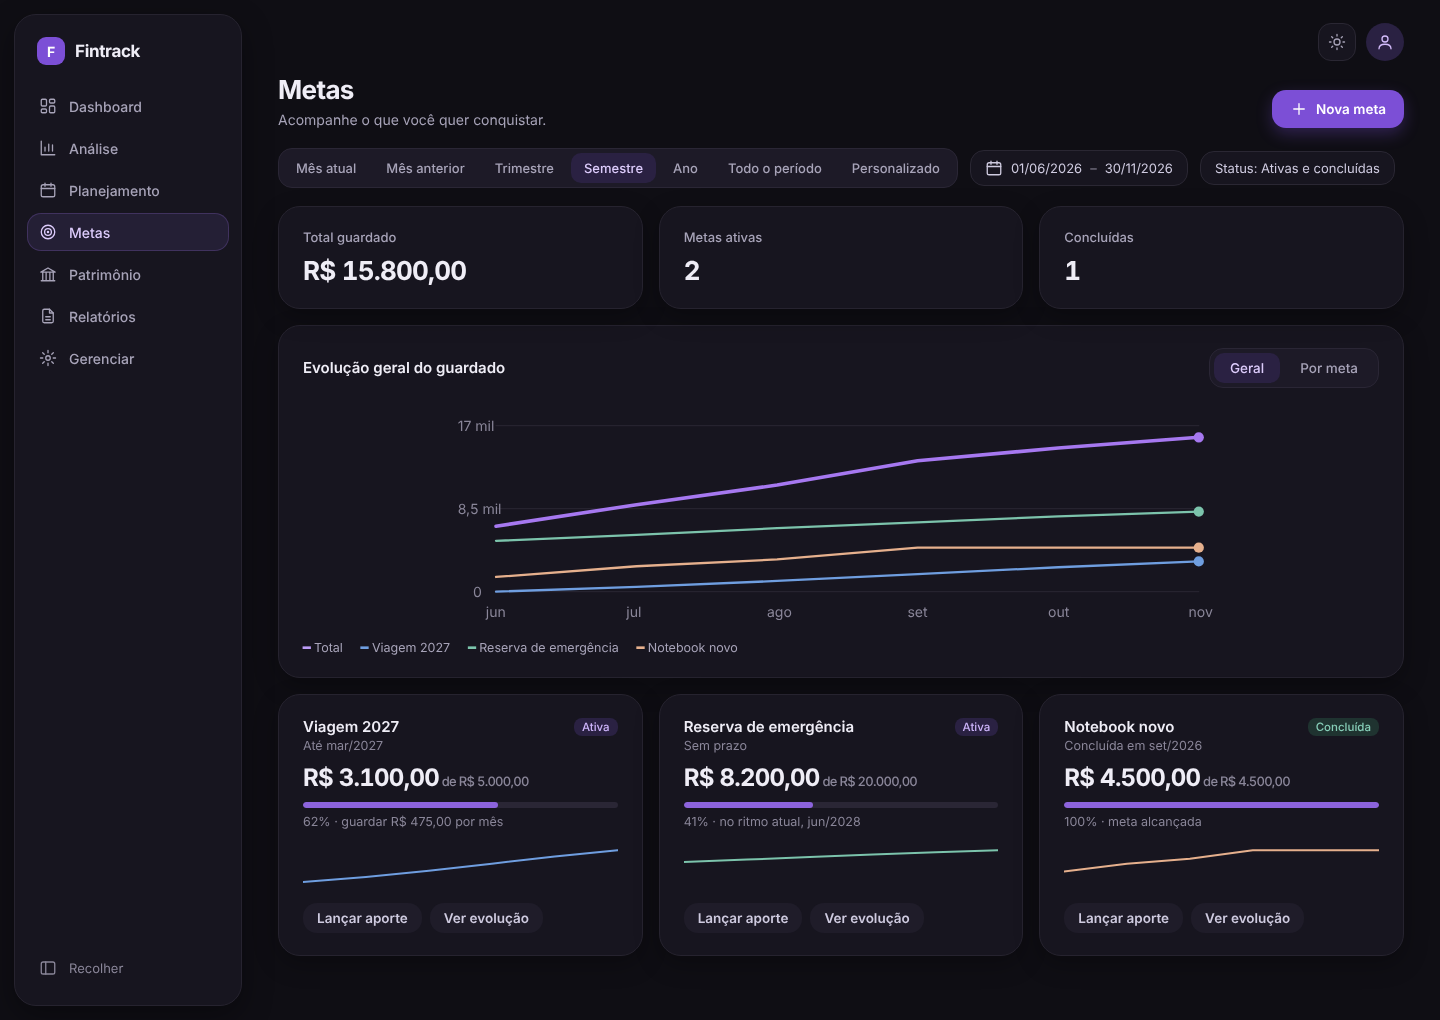 F Fintrack
Dashboard
Análise
Planejamento
Metas
Patrimônio
Relatórios
Gerenciar
Recolher
Metas
Acompanhe o que você quer conquistar.
Nova meta
Mês atual Mês anterior Trimestre Semestre Ano Todo o período Personalizado
01/06/2026 – 30/11/2026
Status: Ativas e concluídas
Total guardado
R$ 15.800,00
Metas ativas
2
Concluídas
1
Evolução geral do guardado
Geral Por meta
17 mil
8,5 mil
0
jun jul ago set out nov
Total Viagem 2027 Reserva de emergência Notebook novo
Viagem 2027 Ativa
Até mar/2027
R$ 3.100,00 de R$ 5.000,00
62% · guardar R$ 475,00 por mês
Lançar aporte Ver evolução
Reserva de emergência Ativa
Sem prazo
R$ 8.200,00 de R$ 20.000,00
41% · no ritmo atual, jun/2028
Lançar aporte Ver evolução
Notebook novo Concluída
Concluída em set/2026
R$ 4.500,00 de R$ 4.500,00
100% · meta alcançada
Lançar aporte Ver evolução